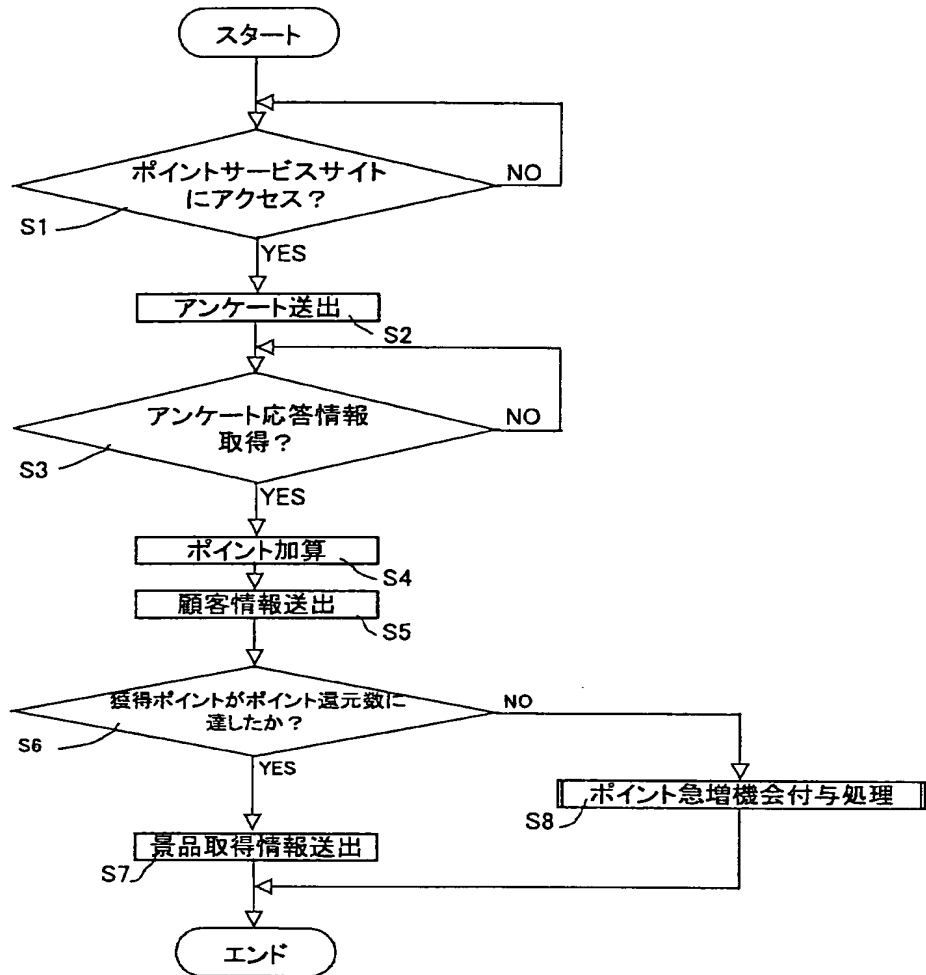 スタート
ポイントサービスサイト
にアクセス？
NO
S1
YES
アンケート送出
S2
アンケート応答情報
取得？
NO
S3
YES
ポイント加算
S4
顧客情報送出
S5
獲得ポイントがポイント還元数に
達したか？
NO
S6
YES
ポイント急増機会付与処理
S8
景品取得情報送出
S7
エンド